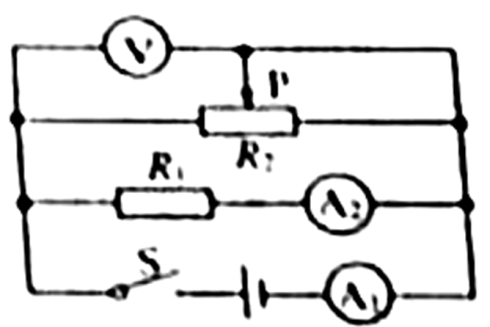 V
P
R₂
R₁
A₂
S
A₁